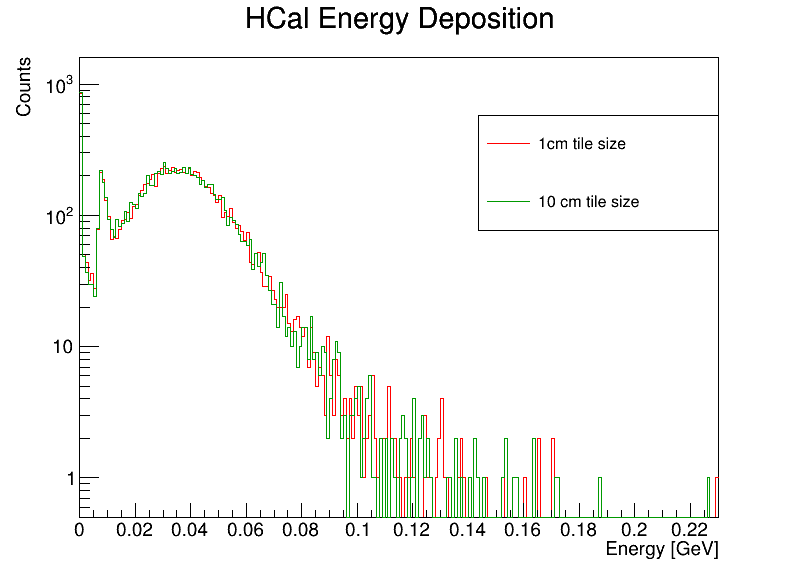 HCal Energy Deposition
Counts
10³
10²
10
1
1cm tile size
10 cm tile size
0 0.02 0.04 0.06 0.08 0.1 0.12 0.14 0.16 0.18 0.2 0.22
Energy [GeV]